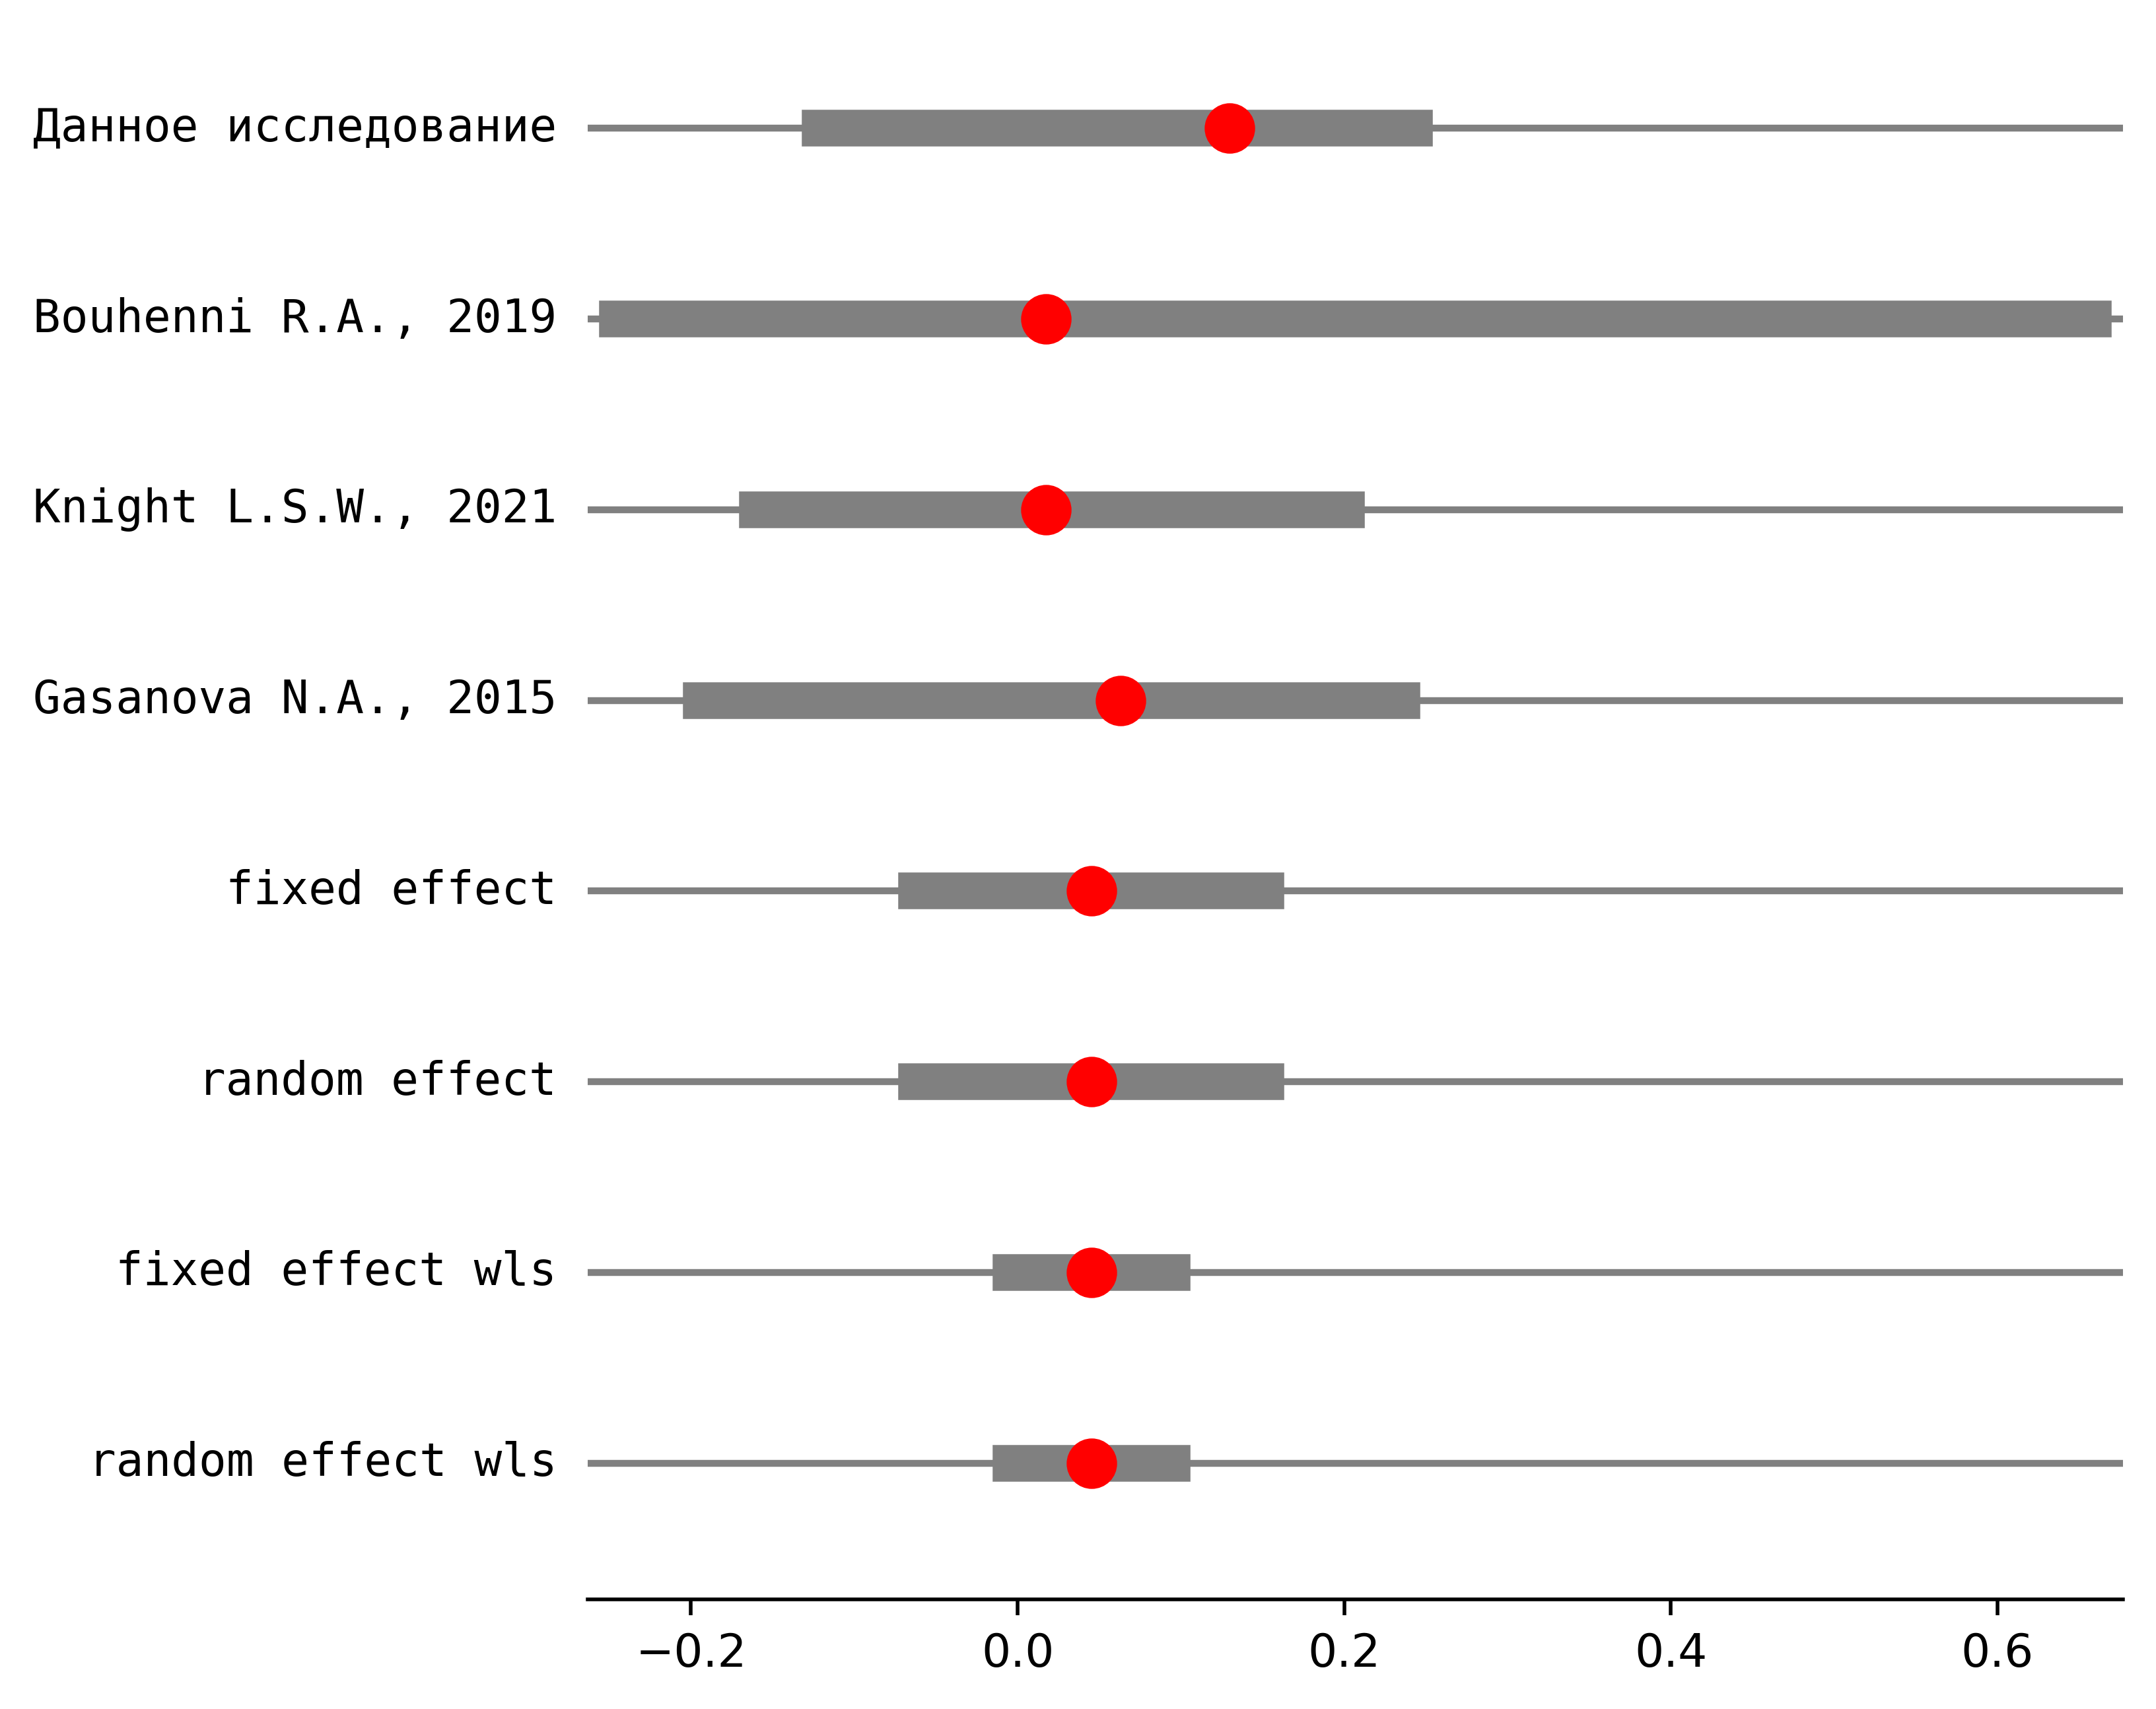 Данное исследование
Bouhenni R.A., 2019
Knight L.S.W., 2021
Gasanova N.A., 2015
fixed effect
random effect
fixed effect wls
random effect wls
−0.2 0.0 0.2 0.4 0.6